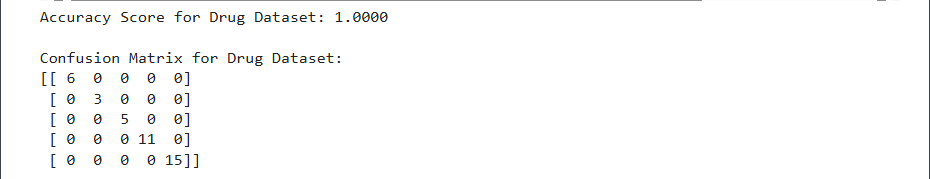 Accuracy Score for Drug Dataset: 1.0000
Confusion Matrix for Drug Dataset:
[[ 6  0  0  0  0]
 [ 0  3  0  0  0]
 [ 0  0  5  0  0]
 [ 0  0  0 11  0]
 [ 0  0  0  0 15]]